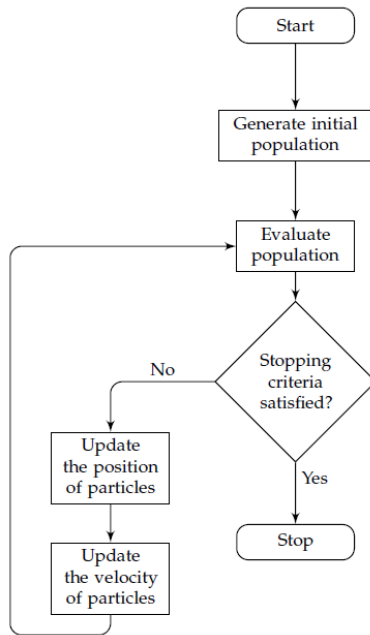 Start
Generate initial
population
Evaluate
population
Stopping
criteria
satisfied?
No
Yes
Update
the position
of particles
Stop
Update
the velocity
of particles